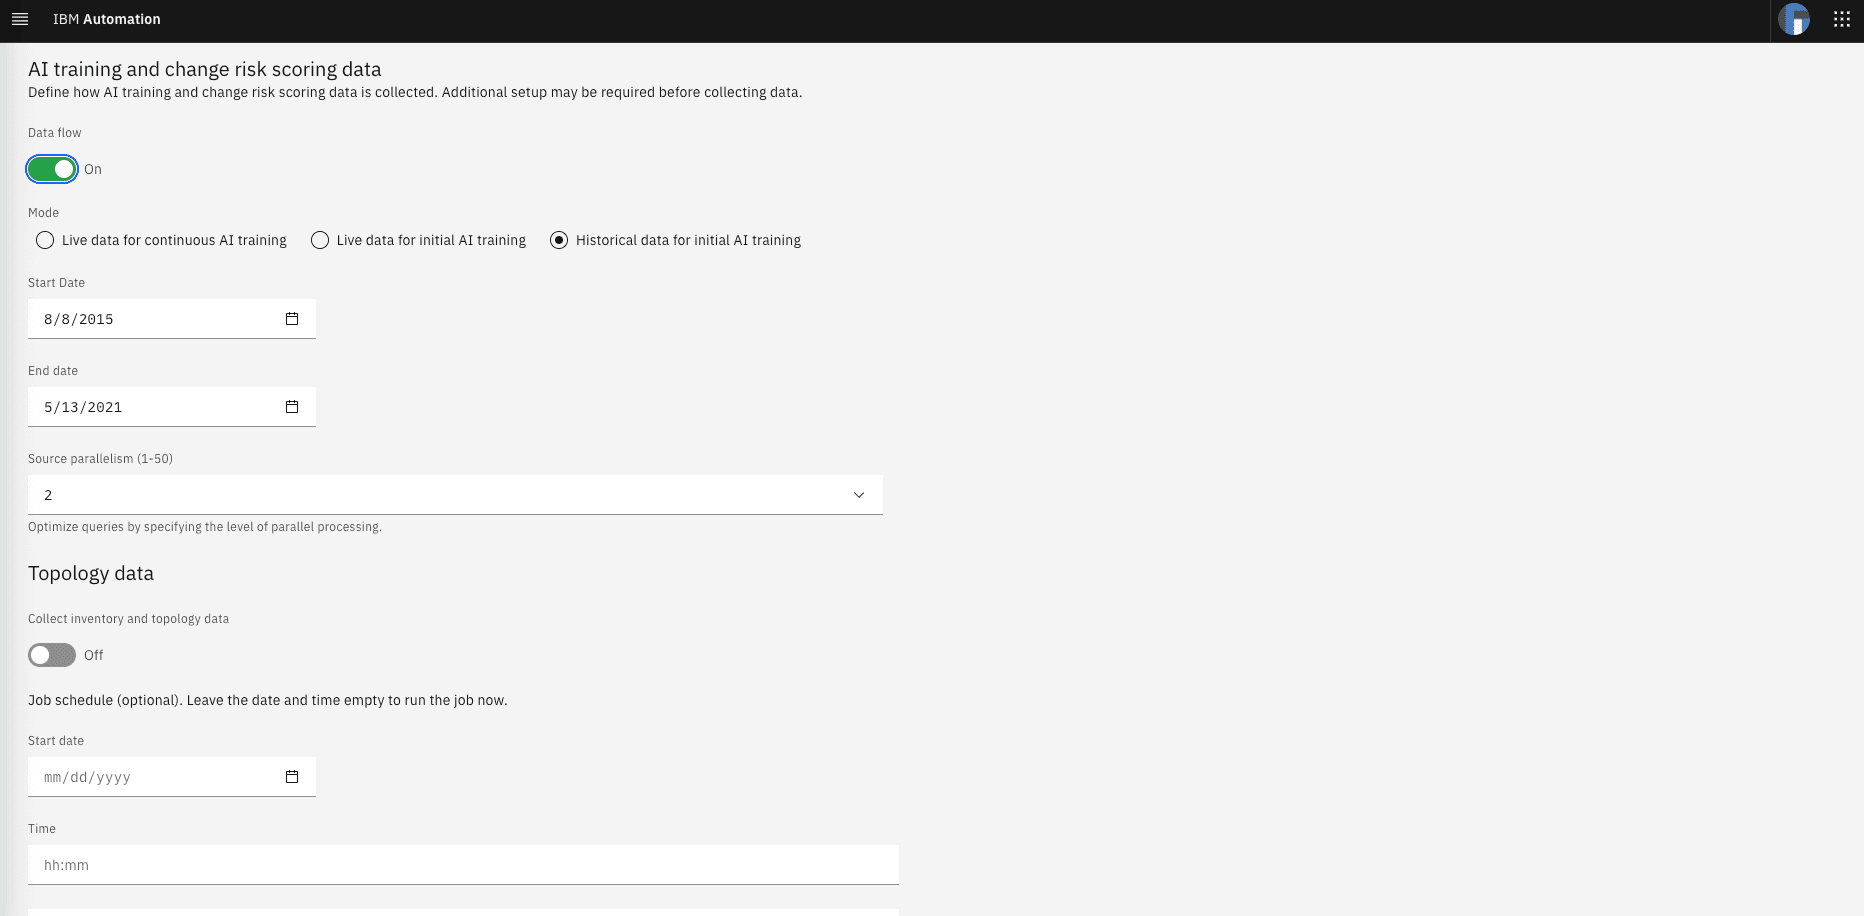 IBM Automation
AI training and change risk scoring data
Define how AI training and change risk scoring data is collected. Additional setup may be required before collecting data.
Data flow
On
Mode
Live data for continuous AI training Live data for initial AI training Historical data for initial AI training
Start Date
8/8/2015
End date
5/13/2021
Source parallelism (1-50)
2
Optimize queries by specifying the level of parallel processing.
Topology data
Collect inventory and topology data
Off
Job schedule (optional). Leave the date and time empty to run the job now.
Start date
mm/dd/yyyy
Time
hh:mm